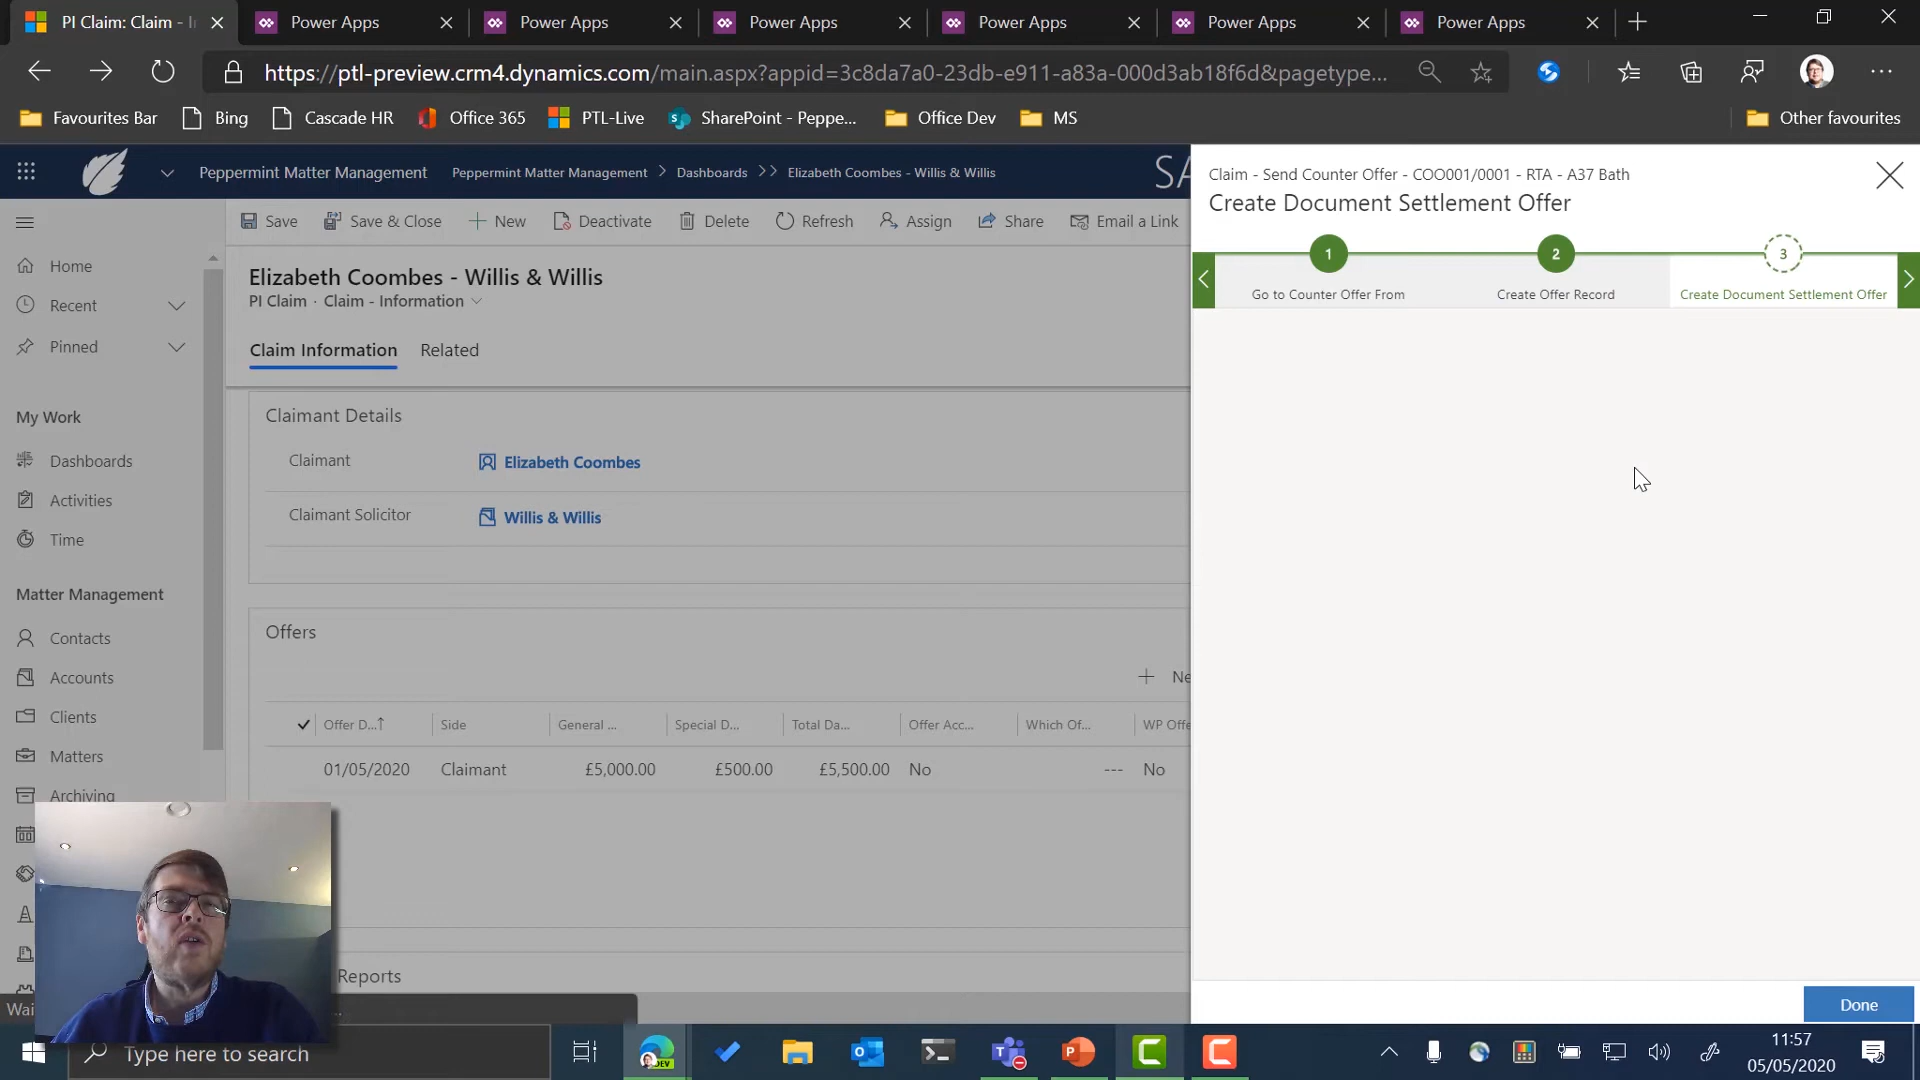 PI Claim: Claim - I
Power Apps
Power Apps
Power Apps
Power Apps
Power Apps
Power Apps
https://ptl-preview.crm4.dynamics.com/main.aspx?appid=3c8da7a0-23db-e911-a83a-000d3ab18f6d&pagetype...
Favourites Bar
Bing
Cascade HR
Office 365
PTL-Live
SharePoint - Peppe...
Office Dev
MS
Other favourites
Peppermint Matter Management
Peppermint Matter Management > Dashboards >> Elizabeth Coombes - Willis & Willis
SA
Save
Save & Close
New
Deactivate
Delete
Refresh
Assign
Share
Email a Link
Home
Recent
Pinned
My Work
Dashboards
Activities
Time
Matter Management
Contacts
Accounts
Clients
Matters
Archiving
Elizabeth Coombes - Willis & Willis
PI Claim · Claim - Information
Claim Information
Related
Claimant Details
Claimant
Elizabeth Coombes
Claimant Solicitor
Willis & Willis
Offers
+ Ne
Offer D...↑
Side
General ...
Special D...
Total Da...
Offer Acc...
Which Of...
WP Offe
01/05/2020
Claimant
£5,000.00
£500.00
£5,500.00
No
---
No
Reports
Wai
...
Claim - Send Counter Offer - COO001/0001 - RTA - A37 Bath
Create Document Settlement Offer
1
2
3
Go to Counter Offer From
Create Offer Record
Create Document Settlement Offer
Done
Type here to search
DEV
11:57
05/05/2020